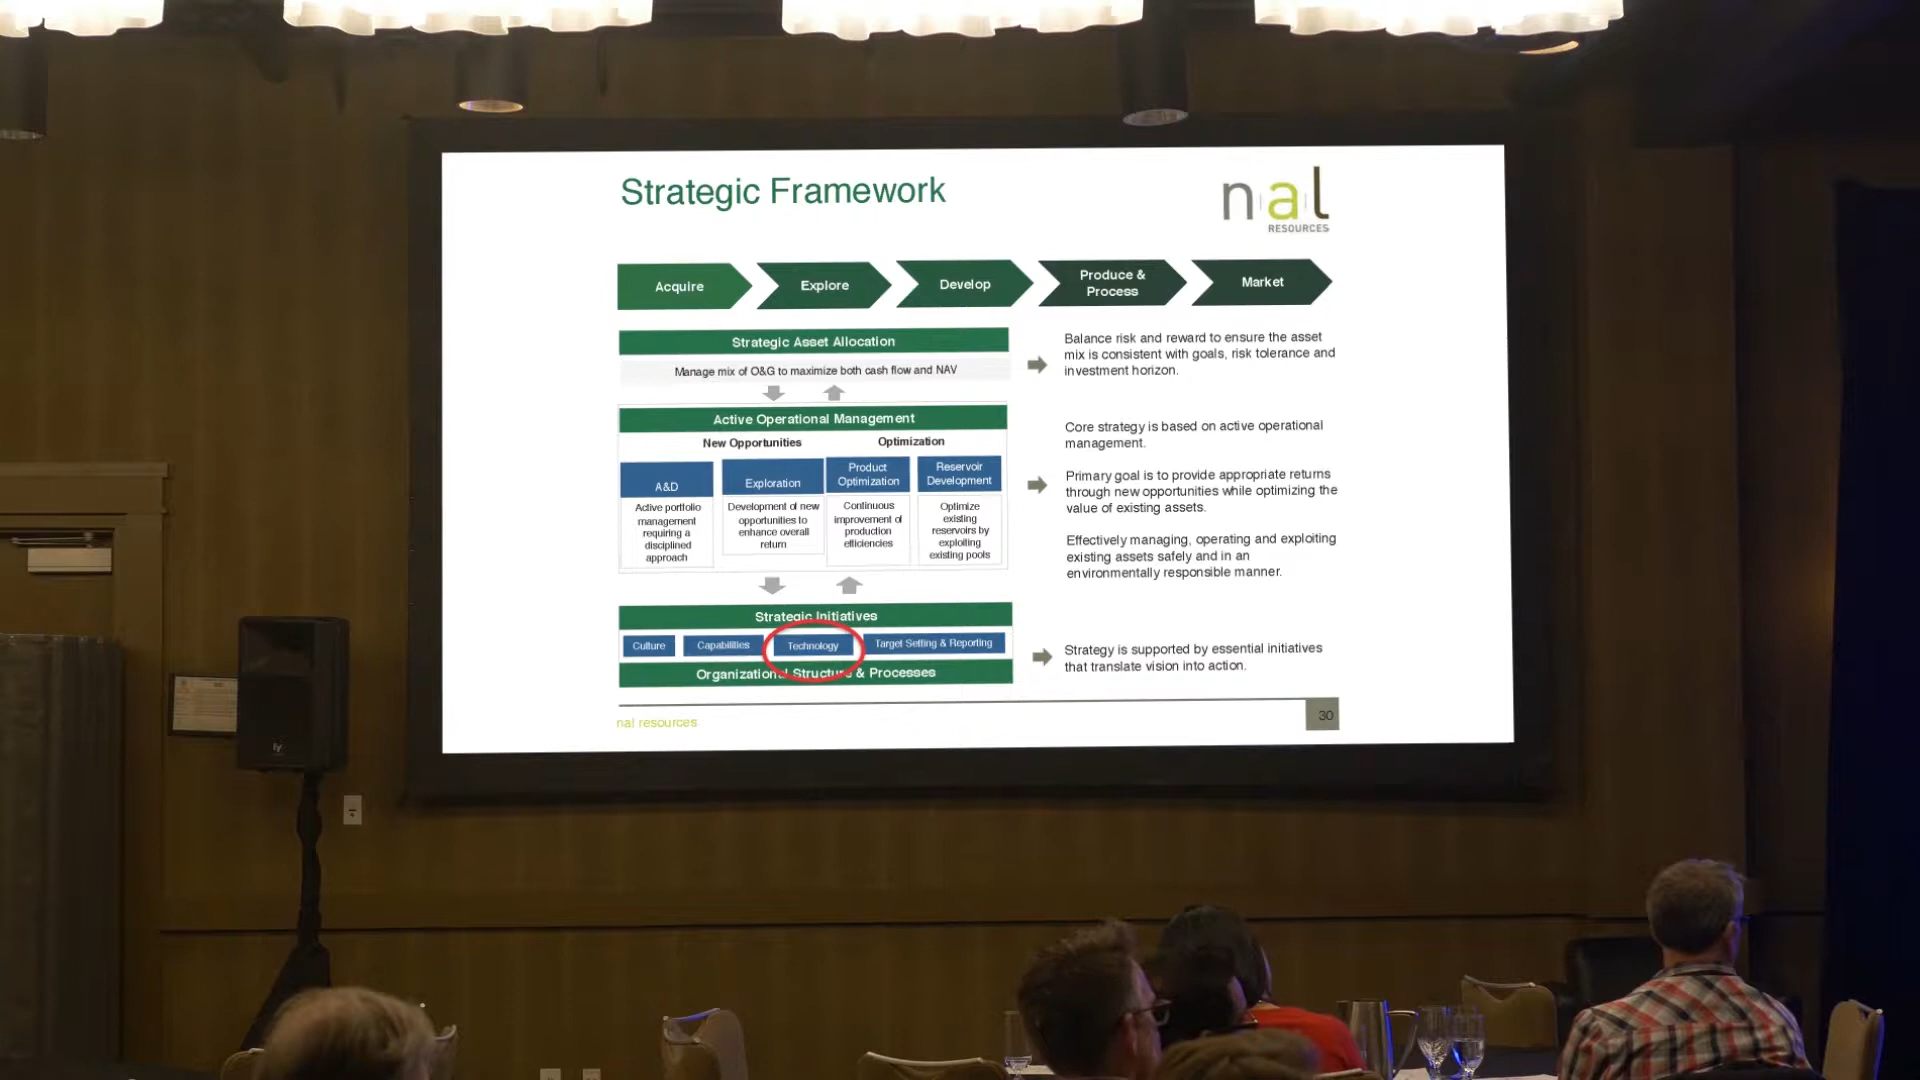 Strategic Framework
nal
RESOURCES
Acquire
Explore
Develop
Produce &
Process
Market
Strategic Asset Allocation
Manage mix of O&G to maximize both cash flow and NAV
Balance risk and reward to ensure the asset
mix is consistent with goals, risk tolerance and
investment horizon.
Active Operational Management
New Opportunities
Optimization
A&D
Exploration
Product
Optimization
Reservoir
Development
Active portfolio
management
requiring a
disciplined
approach
Development of new
opportunities to
enhance overall
return
Continuous
improvement of
production
efficiencies
Optimize
existing
reservoirs by
exploiting
existing pools
Core strategy is based on active operational
management.
Primary goal is to provide appropriate returns
through new opportunities while optimizing the
value of existing assets.
Effectively managing, operating and exploiting
existing assets safely and in an
environmentally responsible manner.
Strategic Initiatives
Culture
Capabilities
Technology
Target Setting & Reporting
Organizational Structure & Processes
Strategy is supported by essential initiatives
that translate vision into action.
nal resources
30